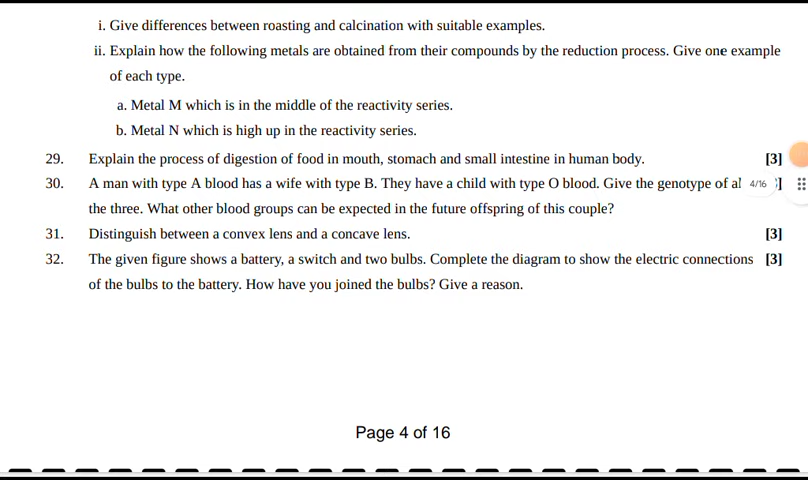 i. Give differences between roasting and calcination with suitable examples.
ii. Explain how the following metals are obtained from their compounds by the reduction process. Give one example
of each type.
a. Metal M which is in the middle of the reactivity series.
b. Metal N which is high up in the reactivity series.
29. Explain the process of digestion of food in mouth, stomach and small intestine in human body. [3]
30. A man with type A blood has a wife with type B. They have a child with type O blood. Give the genotype of al 4/16 ]
the three. What other blood groups can be expected in the future offspring of this couple?
31. Distinguish between a convex lens and a concave lens. [3]
32. The given figure shows a battery, a switch and two bulbs. Complete the diagram to show the electric connections [3]
of the bulbs to the battery. How have you joined the bulbs? Give a reason.
Page 4 of 16